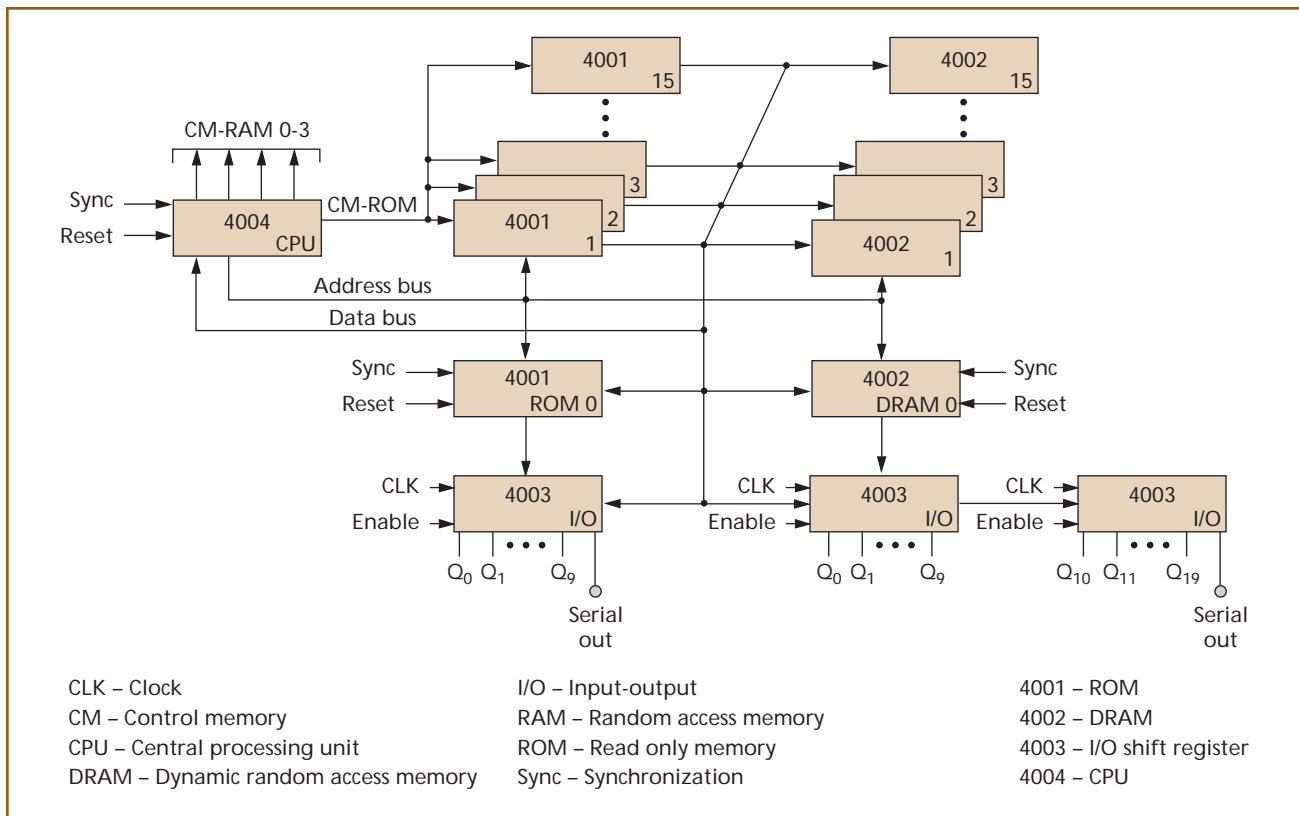 4001
15
4002
15
CM-RAM 0-3
3
3
Sync
CM-ROM
2
2
4004
CPU
4001
1
4002
1
Reset
Address bus
Data bus
Sync
4001
ROM 0
4002
DRAM 0
Sync
Reset
Reset
CLK
4003
I/O
CLK
4003
I/O
CLK
4003
I/O
Enable
Enable
Enable
Q0 Q1 Q9
Q0 Q1 Q9
Q10 Q11 Q19
Serial
out
Serial
out
CLK – Clock
CM – Control memory
CPU – Central processing unit
DRAM – Dynamic random access memory
I/O – Input-output
RAM – Random access memory
ROM – Read only memory
Sync – Synchronization
4001 – ROM
4002 – DRAM
4003 – I/O shift register
4004 – CPU